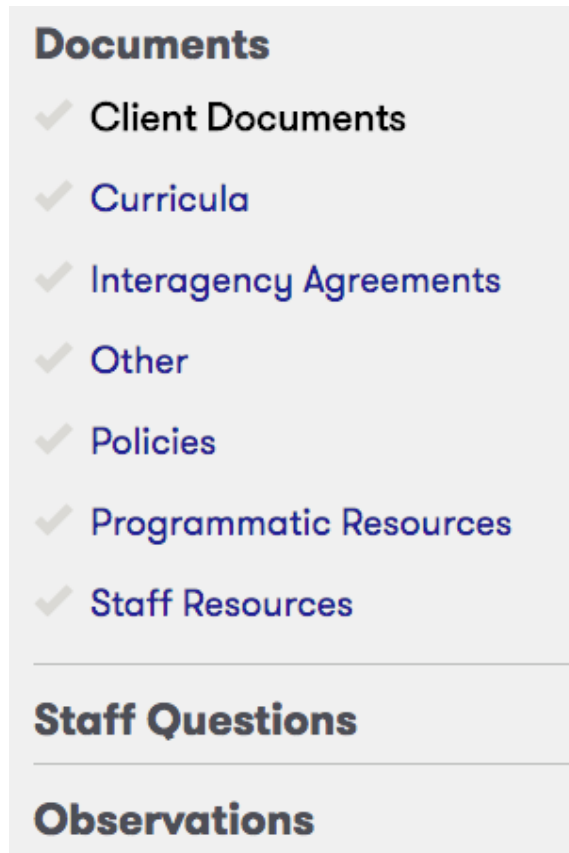 Documents
Client Documents
Curricula
Interagency Agreements
Other
Policies
Programmatic Resources
Staff Resources
Staff Questions
Observations